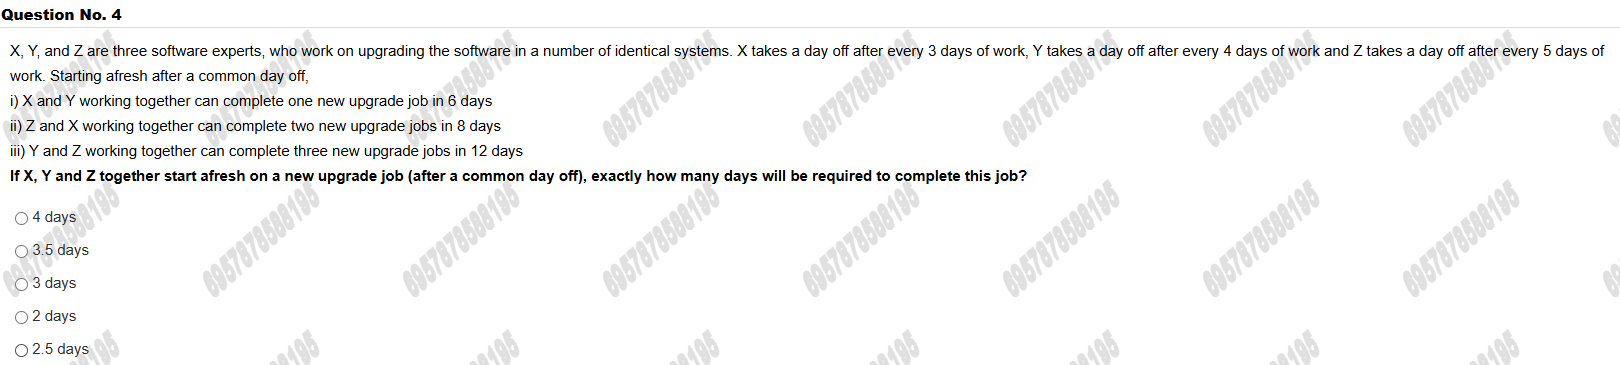 Question No. 4
X, Y, and Z are three software experts, who work on upgrading the software in a number of identical systems. X takes a day off after every 3 days of work, Y takes a day off after every 4 days of work and Z takes a day off after every 5 days of
work. Starting afresh after a common day off,
i) X and Y working together can complete one new upgrade job in 6 days
ii) Z and X working together can complete two new upgrade jobs in 8 days
iii) Y and Z working together can complete three new upgrade jobs in 12 days
If X, Y and Z together start afresh on a new upgrade job (after a common day off), exactly how many days will be required to complete this job?
4 days
3.5 days
3 days
2 days
2.5 days